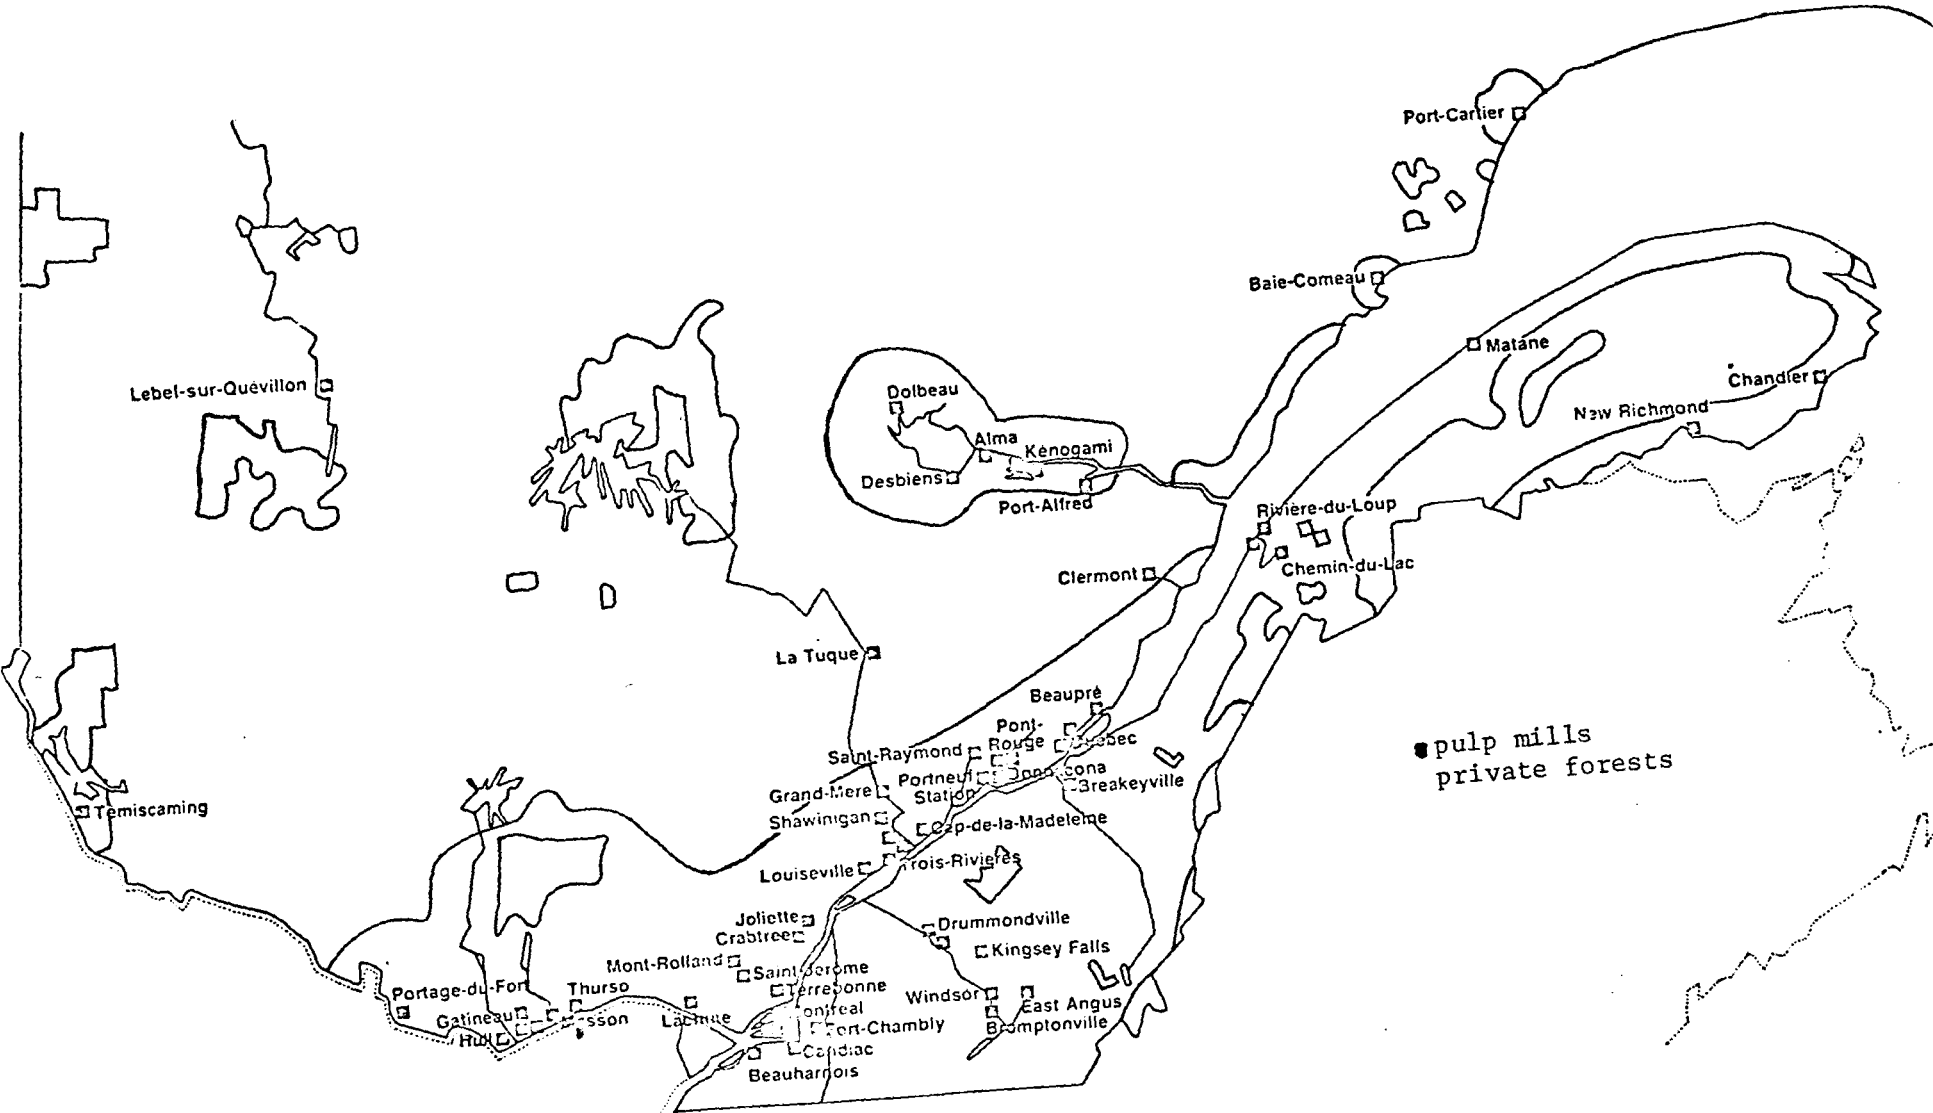 Port-Cartier
Baie-Comeau
Matane
Lebel-sur-Quévillon
Dolbeau
Chandler
New Richmond
Alma
Kénogami
Desbiens
Port-Alfred
Rivière-du-Loup
Clermont
Chemin-du-Lac
La Tuque
Beaupré
Pont-
Rouge
Saint-Raymond
Portneuf
Station
Breakeyville
pulp mills
private forests
Grand-Mère
Témiscaming
Shawinigan
Cap-de-la-Madeleine
Trois-Rivières
Louiseville
Joliette
Crabtree
Drummondville
Kingsey Falls
Mont-Rolland
Saint-Jérome
Terrebonne
Portage-du-Fort
Thurso
Windsor
East Angus
Gatineau
Lachine
Bromptonville
Hull
Fort-Chambly
Candiac
Beauharnois